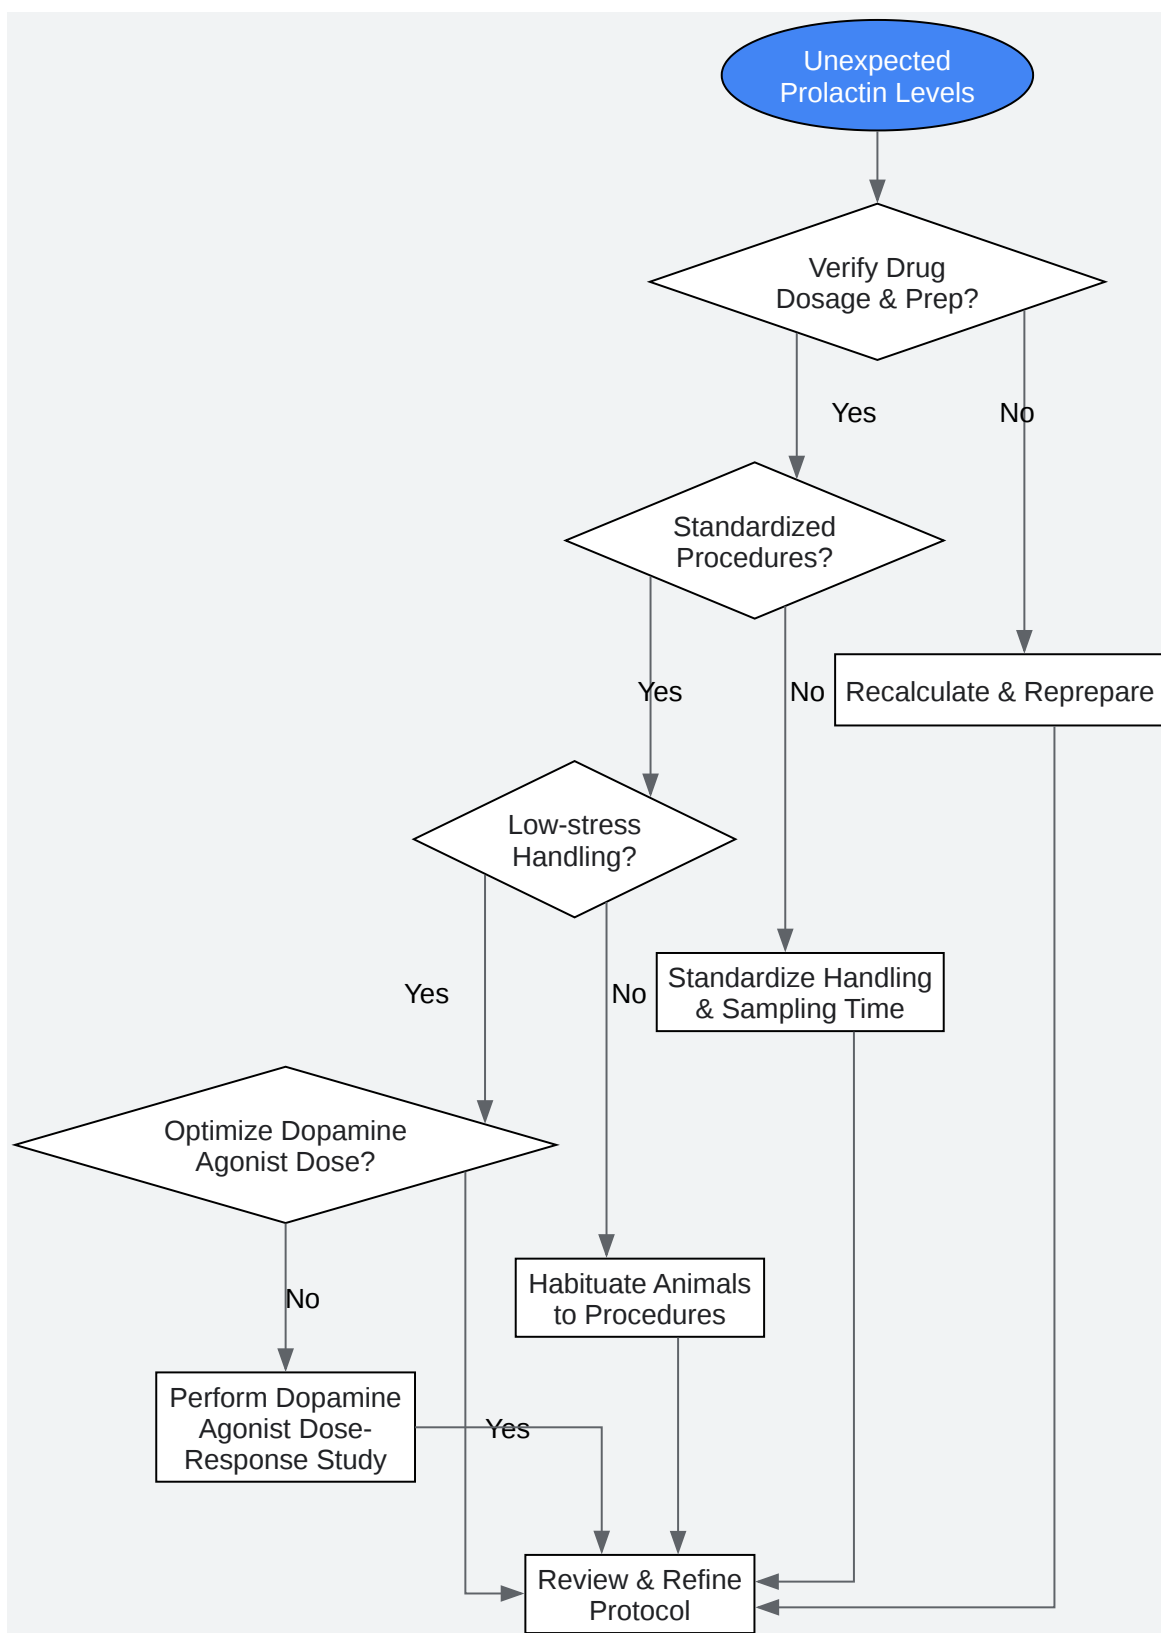 Unexpected
Prolactin Levels
Verify Drug
Dosage & Prep?
Yes
No
Standardized
Procedures?
Yes
No
Recalculate & Reprepare
Low-stress
Handling?
Yes
No
Standardize Handling
& Sampling Time
Optimize Dopamine
Agonist Dose?
No
Habituate Animals
to Procedures
Perform Dopamine
Agonist Dose-
Response Study
Yes
Review & Refine
Protocol